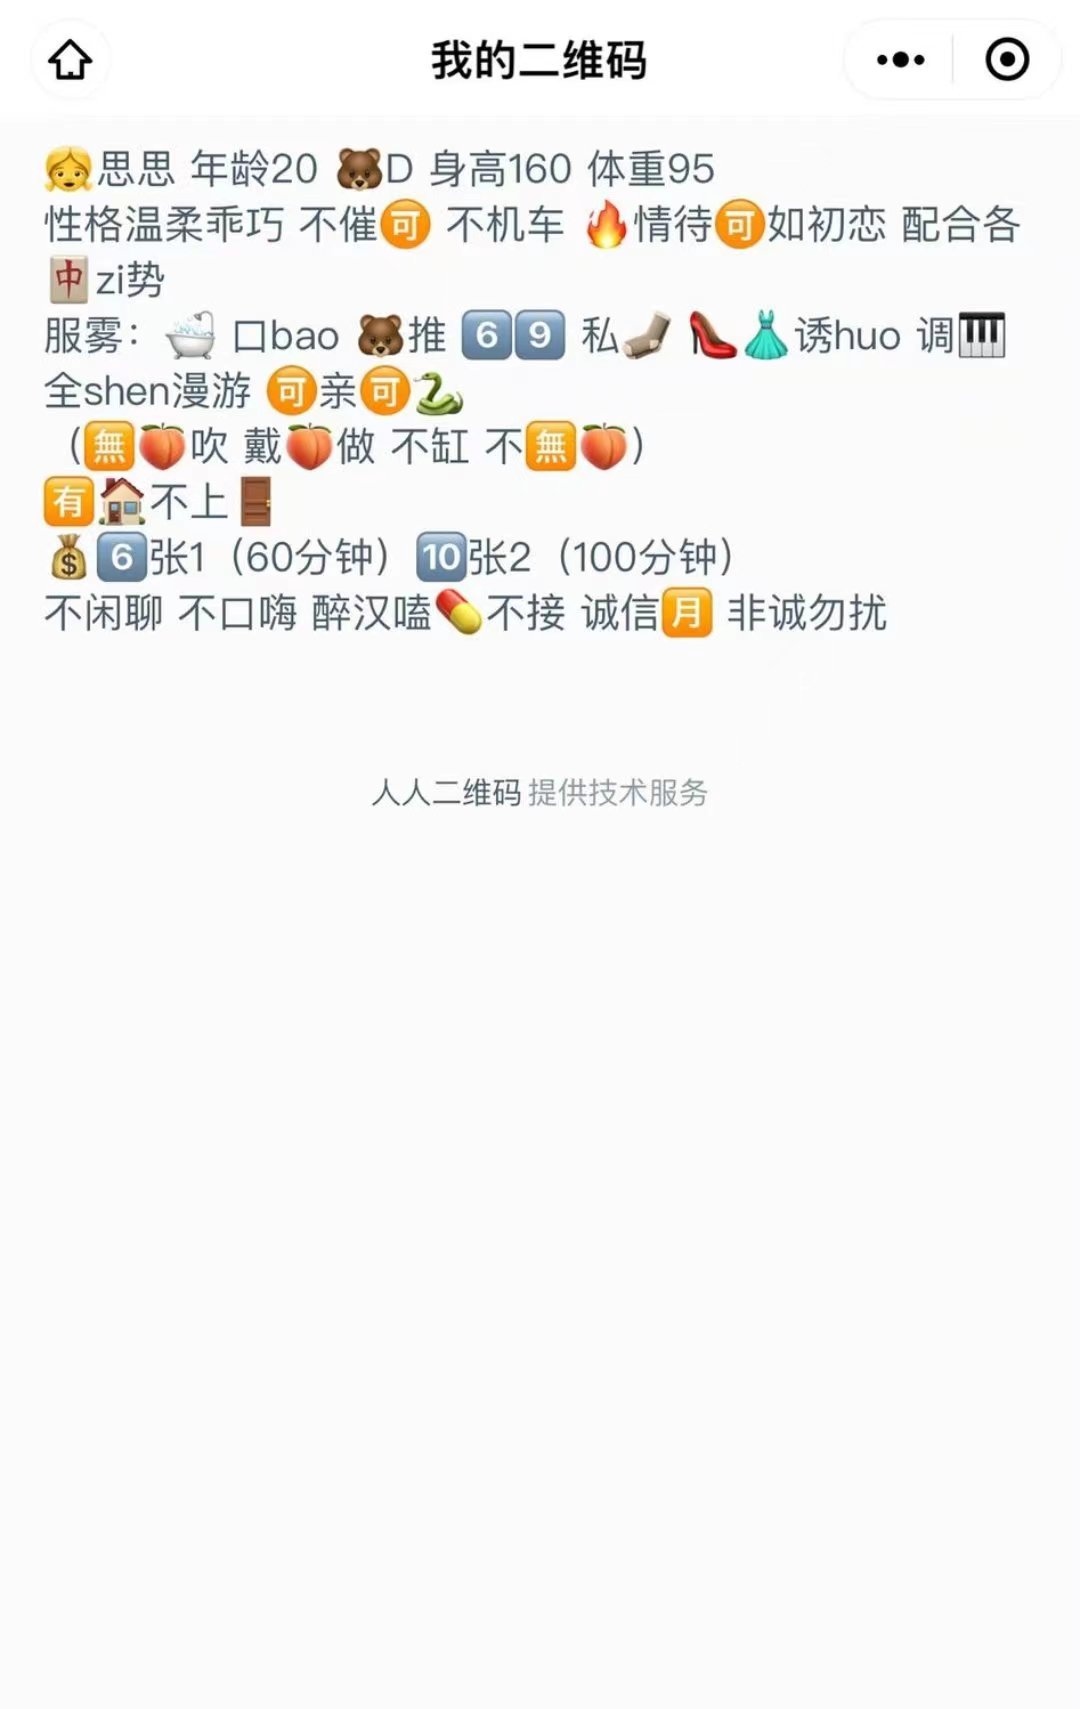 我的二维码
👧思思 年龄20 🐻D 身高160 体重95
性格温柔乖巧 不催🉑 不机车 🔥情待🉑如初恋 配合各
🀄zi势
服雾：🛀 口bao 🐻推 6️⃣9️⃣ 私🧦 👠👗诱huo 调🎹
全shen漫游 🉑亲🉑🐍
（🈚🍑吹 戴🍑做 不缸 不🈚🍑）
🈶🏠不上🚪
💰6️⃣张1（60分钟）🔟张2（100分钟）
不闲聊 不口嗨 醉汉嗑💊不接 诚信🈷️ 非诚勿扰
人人二维码 提供技术服务